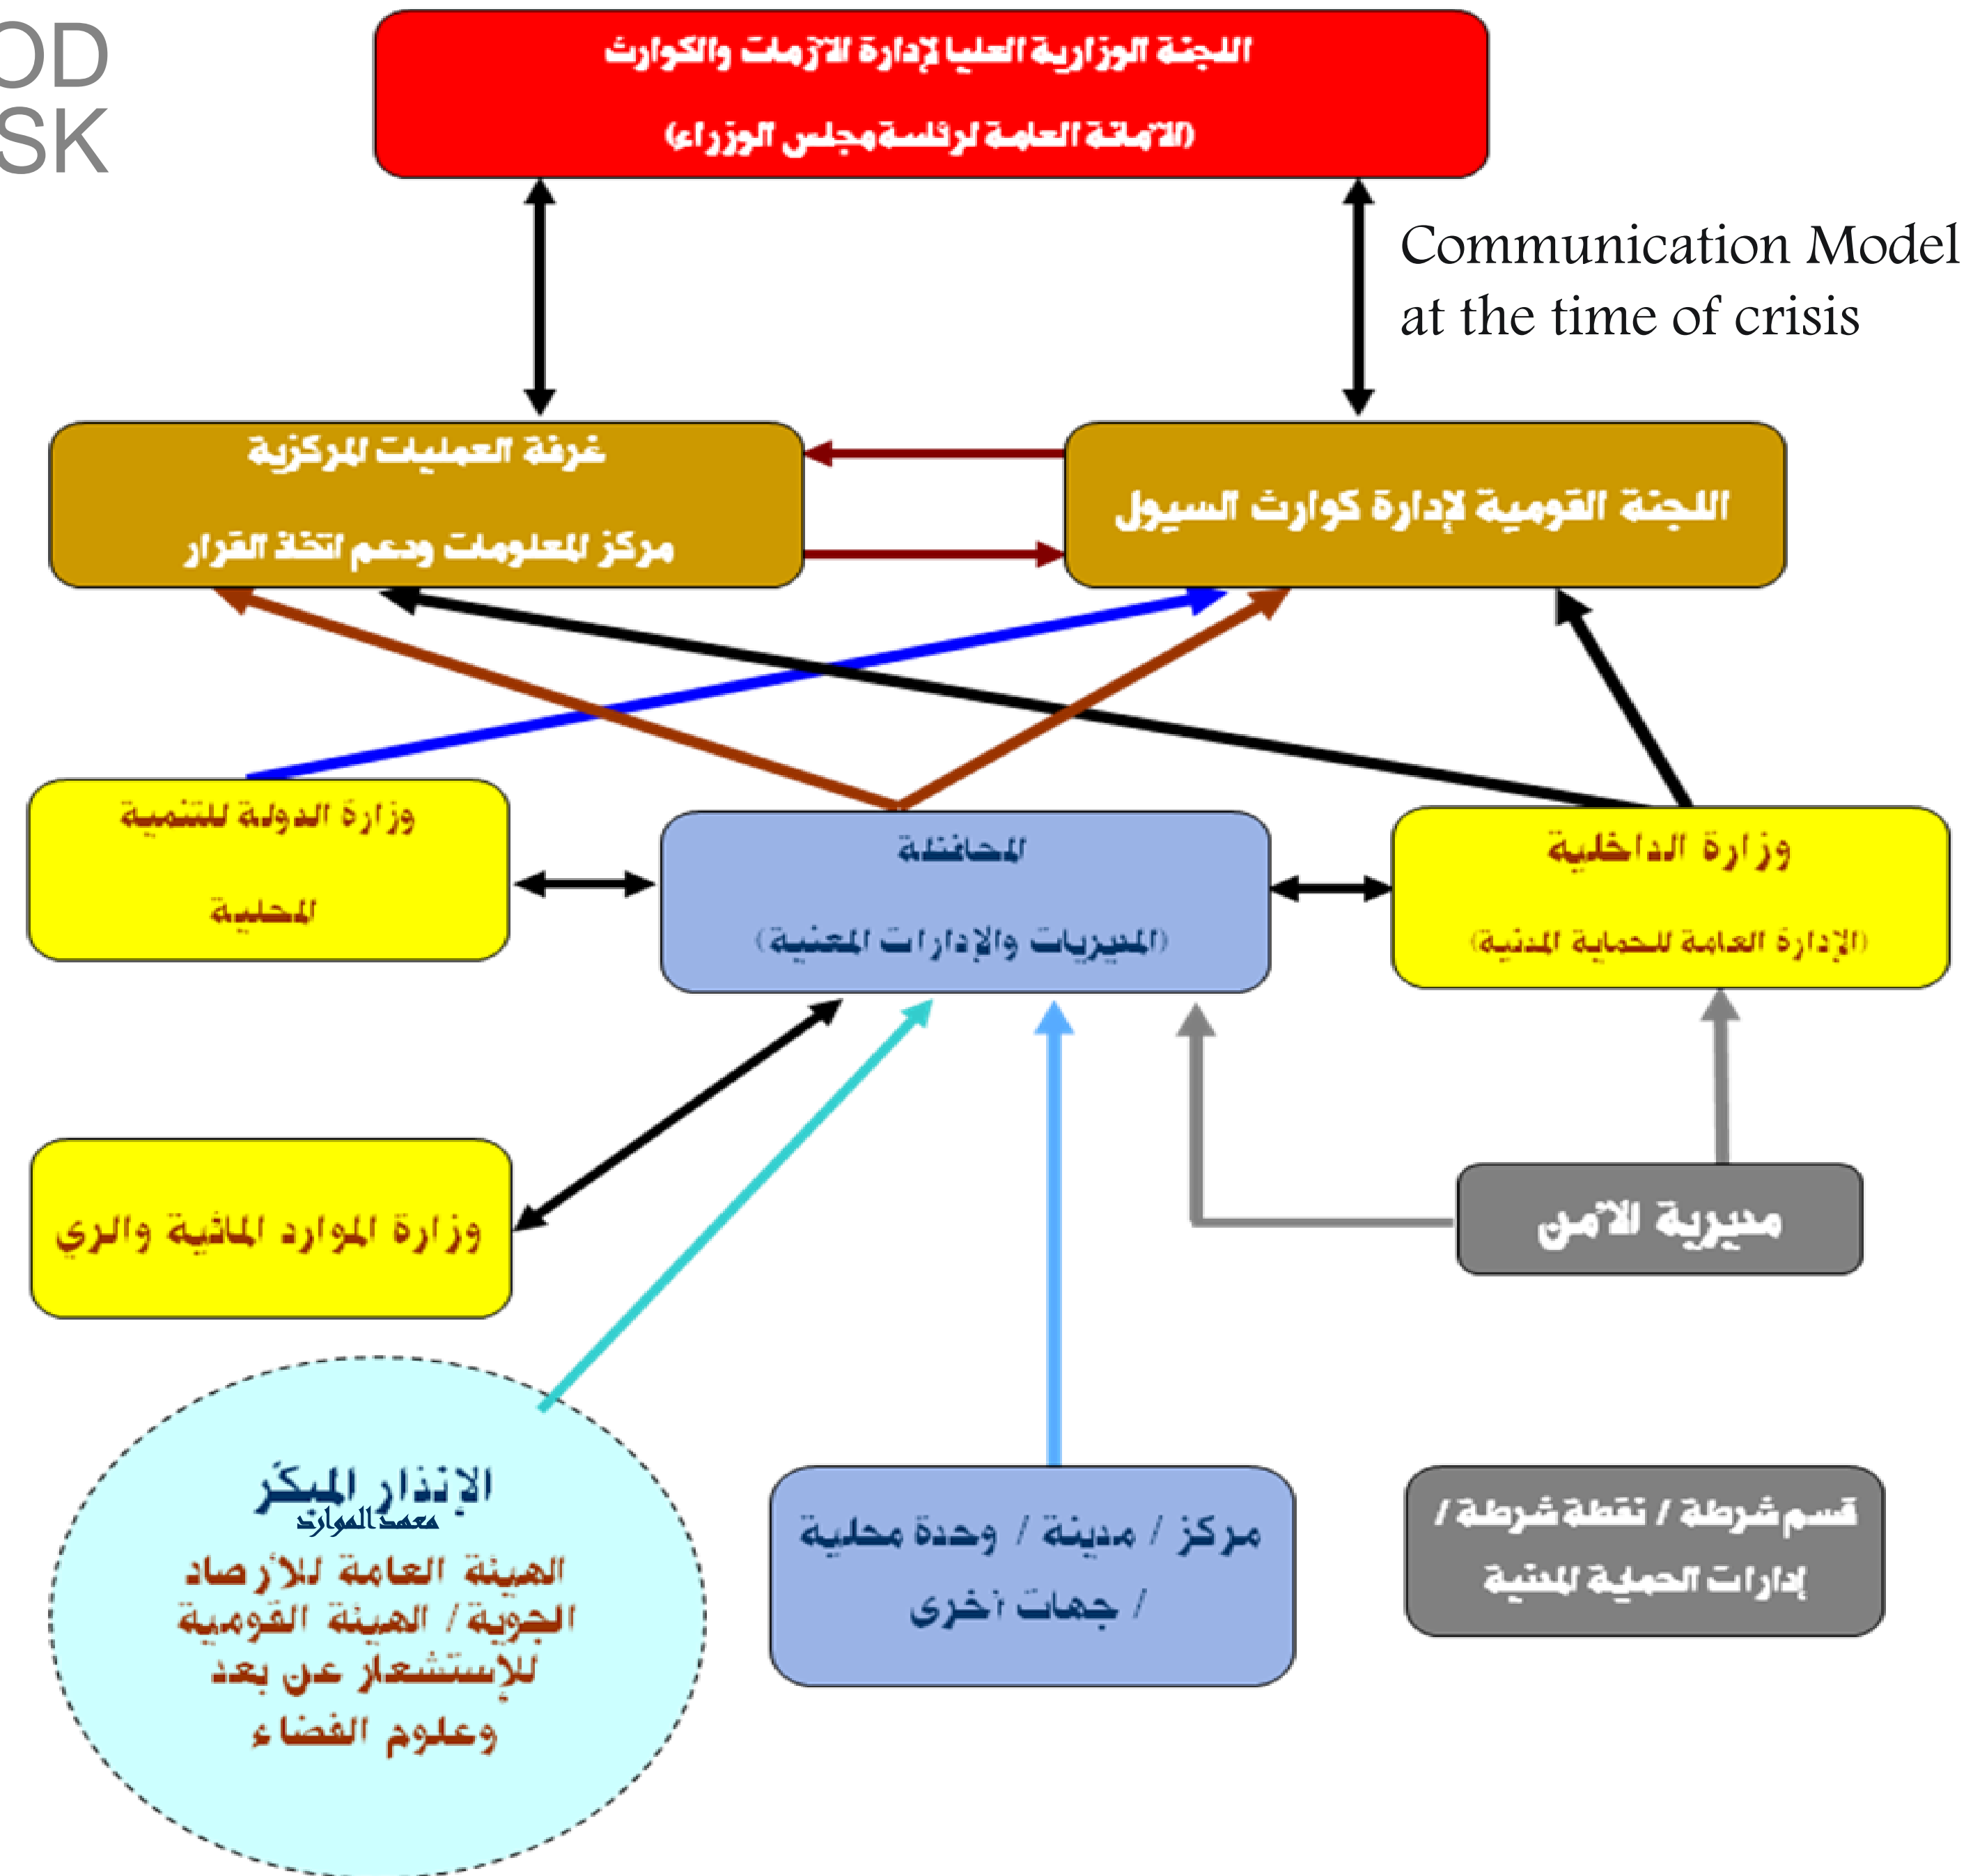 OD
SK
اللجنة الوزارية العليا لإدارة الأزمات والكوارث
(الأمانة العامة لرئاسة مجلس الوزراء)
Communication Model
at the time of crisis
اللجنة القومية لإدارة كوارث السيول
غرفة العمليات المركزية
مركز المعلومات ودعم اتخاذ القرار
وزارة الداخلية
(الإدارة العامة للحماية المدنية)
المحافظة
(المديريات والإدارات المعنية)
وزارة الدولة للتنمية
المحلية
مديرية الأمن
وزارة الموارد المائية والري
قسم شرطة / نقطة شرطة /
إدارات الحماية المدنية
مركز / مدينة / وحدة محلية
/ جهات أخرى
الإنذار المبكر
معهد الموارد
الهيئة العامة للأرصاد
الجوية / الهيئة القومية
للإستشعار عن بعد
وعلوم الفضاء